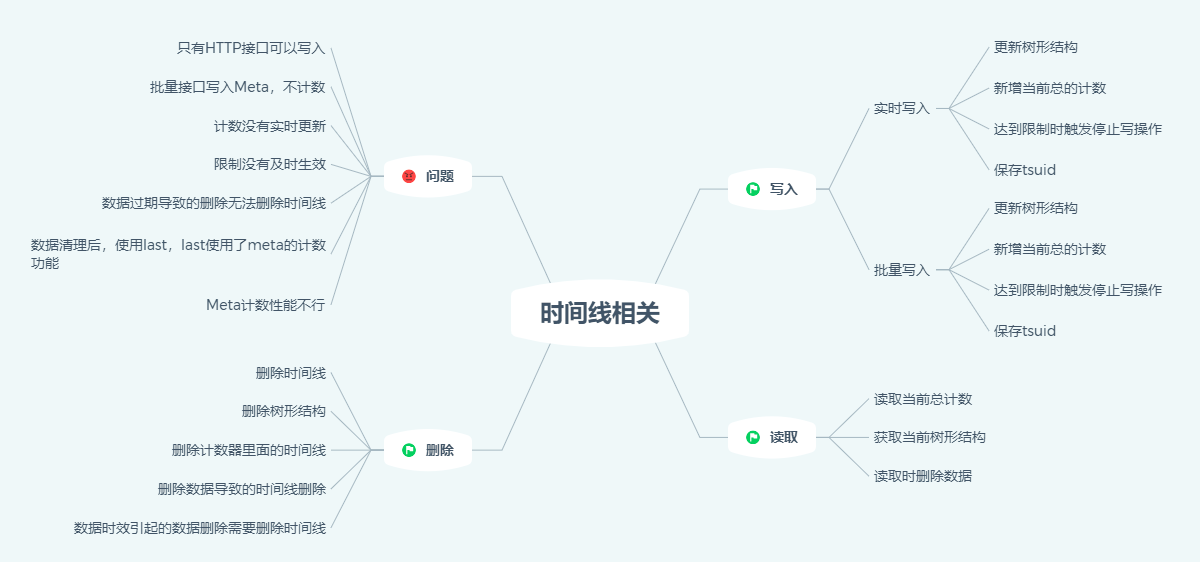 时间线相关
问题
只有HTTP接口可以写入
批量接口写入Meta，不计数
计数没有实时更新
限制没有及时生效
数据过期导致的删除无法删除时间线
数据清理后，使用last，last使用了meta的计数
功能
Meta计数性能不行
删除
删除时间线
删除树形结构
删除计数器里面的时间线
删除数据导致的时间线删除
数据时效引起的数据删除需要删除时间线
写入
实时写入
更新树形结构
新增当前总的计数
达到限制时触发停止写操作
保存tsuid
批量写入
更新树形结构
新增当前总的计数
达到限制时触发停止写操作
保存tsuid
读取
读取当前总计数
获取当前树形结构
读取时删除数据